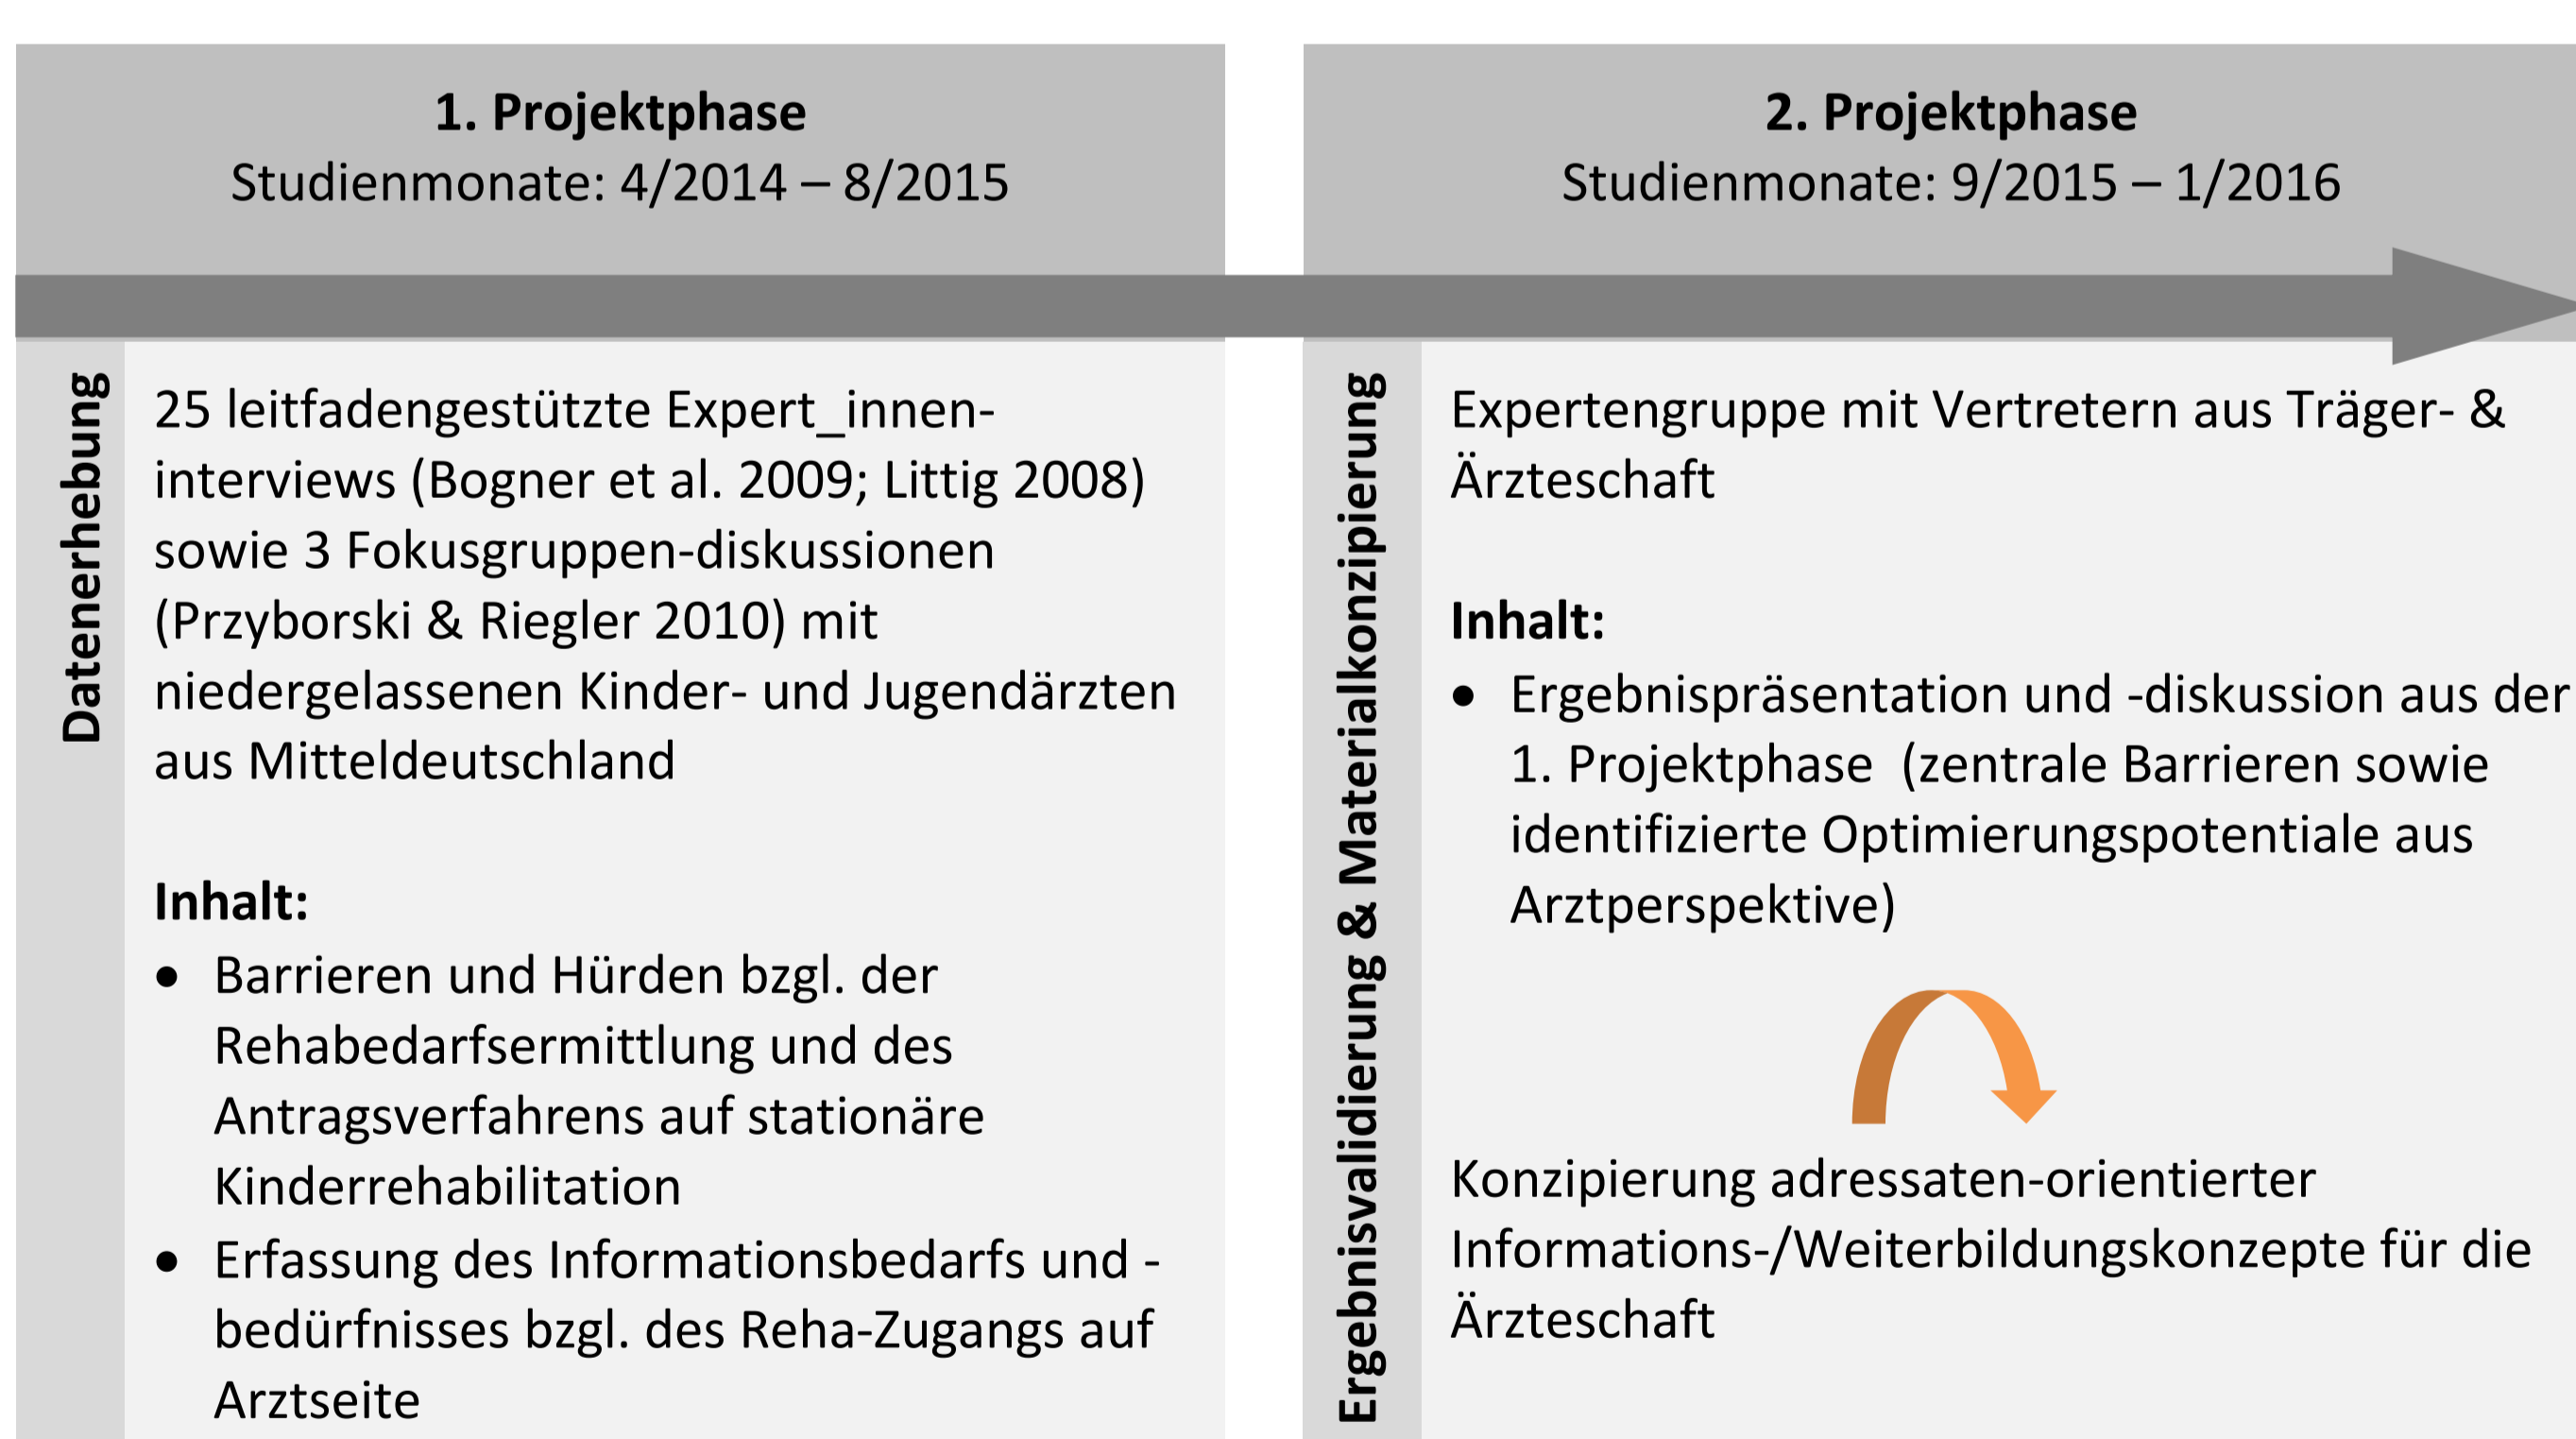 1. Projektphase
Studienmonate: 4/2014 – 8/2015
Datenerhebung
25 leitfadengestützte Expert_innen-
interviews (Bogner et al. 2009; Littig 2008)
sowie 3 Fokusgruppen-diskussionen
(Przyborski & Riegler 2010) mit
niedergelassenen Kinder- und Jugendärzten
aus Mitteldeutschland
Inhalt:
• Barrieren und Hürden bzgl. der
Rehabedarfsermittlung und des
Antragsverfahrens auf stationäre
Kinderrehabilitation
• Erfassung des Informationsbedarfs und -
bedürfnisses bzgl. des Reha-Zugangs auf
Arztseite
2. Projektphase
Studienmonate: 9/2015 – 1/2016
Ergebnisvalidierung & Materialkonzipierung
Expertengruppe mit Vertretern aus Träger- &
Ärzteschaft
Inhalt:
• Ergebnispräsentation und -diskussion aus der
1. Projektphase (zentrale Barrieren sowie
identifizierte Optimierungspotentiale aus
Arztperspektive)
Konzipierung adressaten-orientierter
Informations-/Weiterbildungskonzepte für die
Ärzteschaft